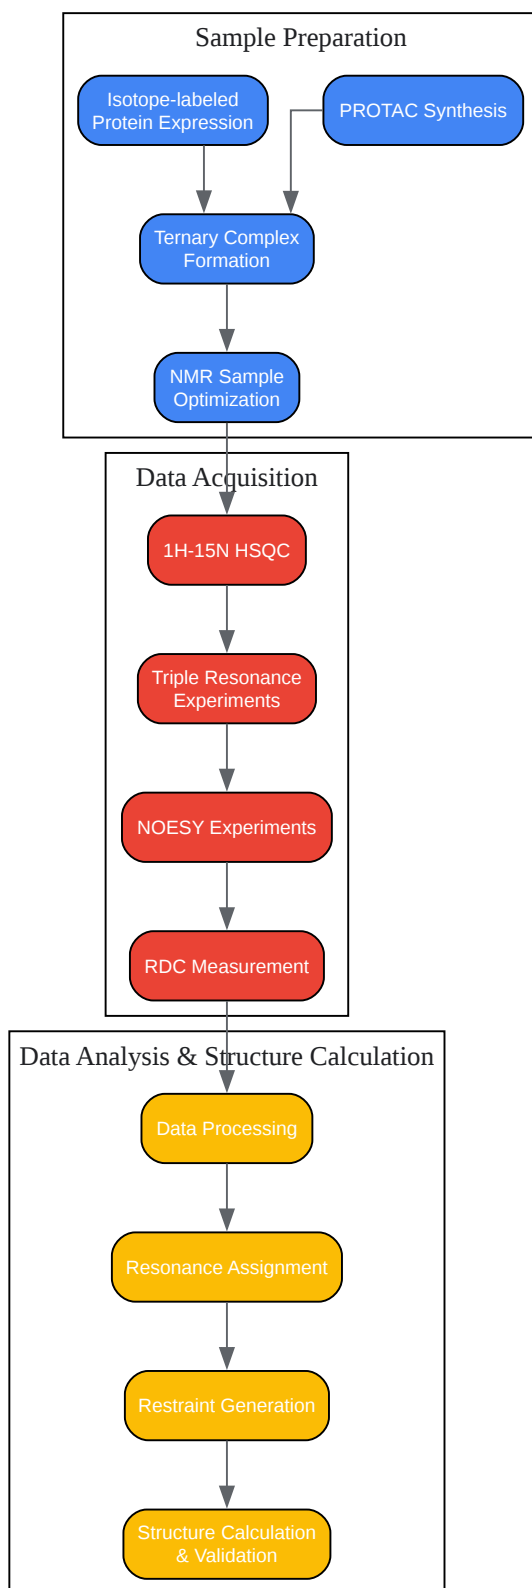 Sample Preparation
Isotope-labeled
Protein Expression
PROTAC Synthesis
Ternary Complex
Formation
NMR Sample
Optimization
Data Acquisition
1H-15N HSQC
Triple Resonance
Experiments
NOESY Experiments
RDC Measurement
Data Analysis & Structure Calculation
Data Processing
Resonance Assignment
Restraint Generation
Structure Calculation
& Validation